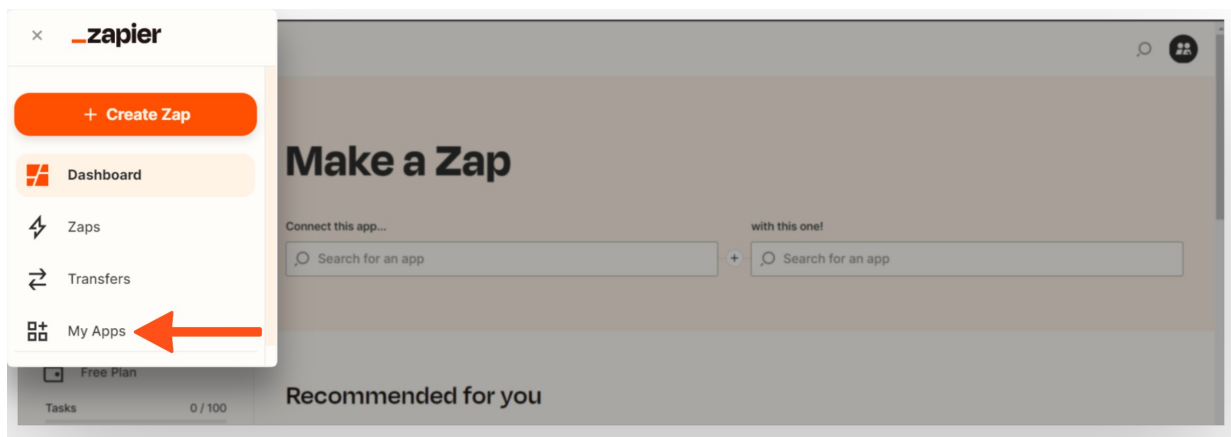 _zapier
+ Create Zap
Dashboard
Zaps
Transfers
My Apps
Free Plan
Tasks 0 / 100
Make a Zap
Connect this app... with this one!
Search for an app + Search for an app
Recommended for you